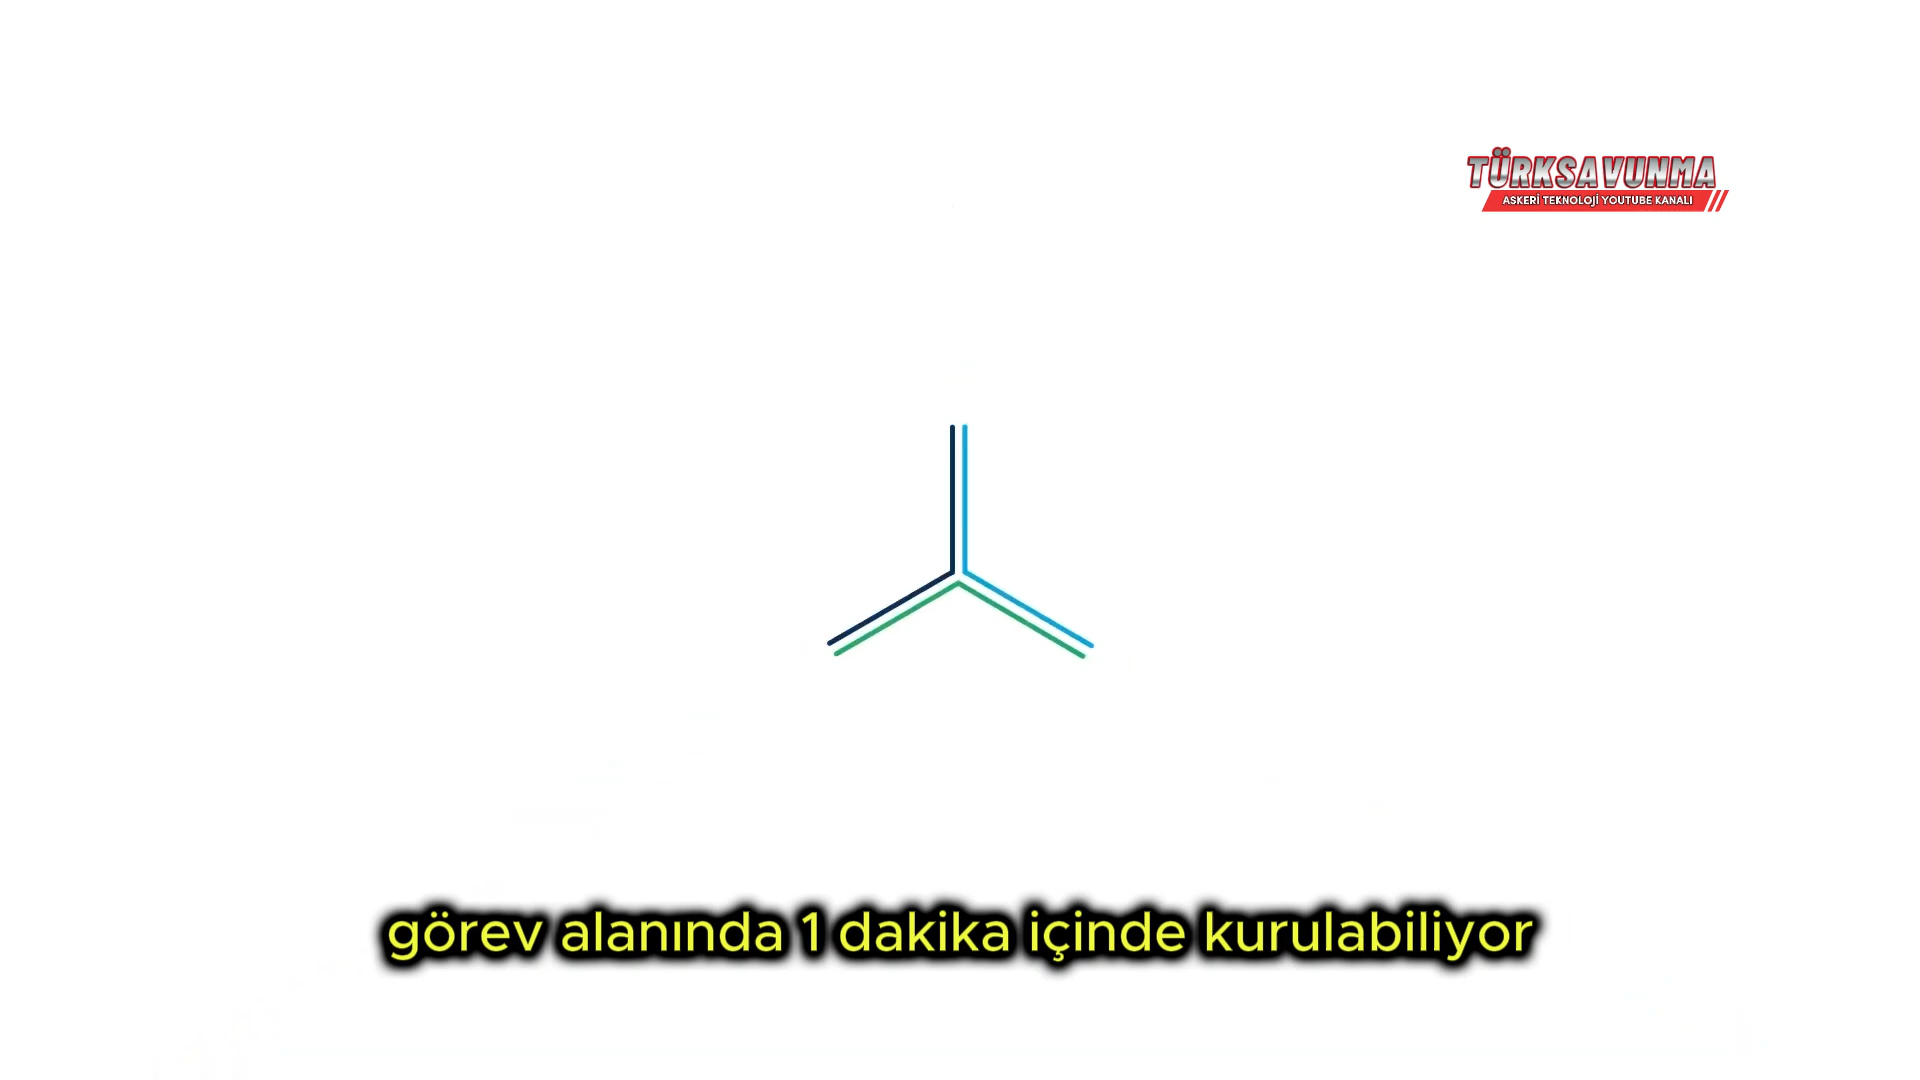 TÜRKSAVUNMA
ASKERİ TEKNOLOJİ YOUTUBE KANALI
görev alanında 1 dakika içinde kurulabiliyor